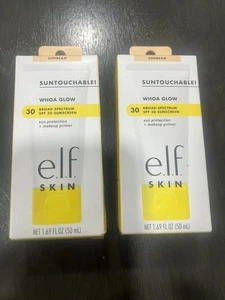 SUNBEAM
SUNTOUCHABLE!
WHOA GLOW
30
BROAD SPECTRUM
SPF 30 SUNSCREEN
sun protection
+ makeup primer
e.l.f.
SKIN
NET 1.69 fl oz (50 mL)
SUNBEAM
SUNTOUCHABLE!
WHOA GLOW
30
BROAD SPECTRUM
SPF 30 SUNSCREEN
sun protection
+ makeup primer
e.l.f.
SKIN
NET 1.69 fl oz (50 mL)